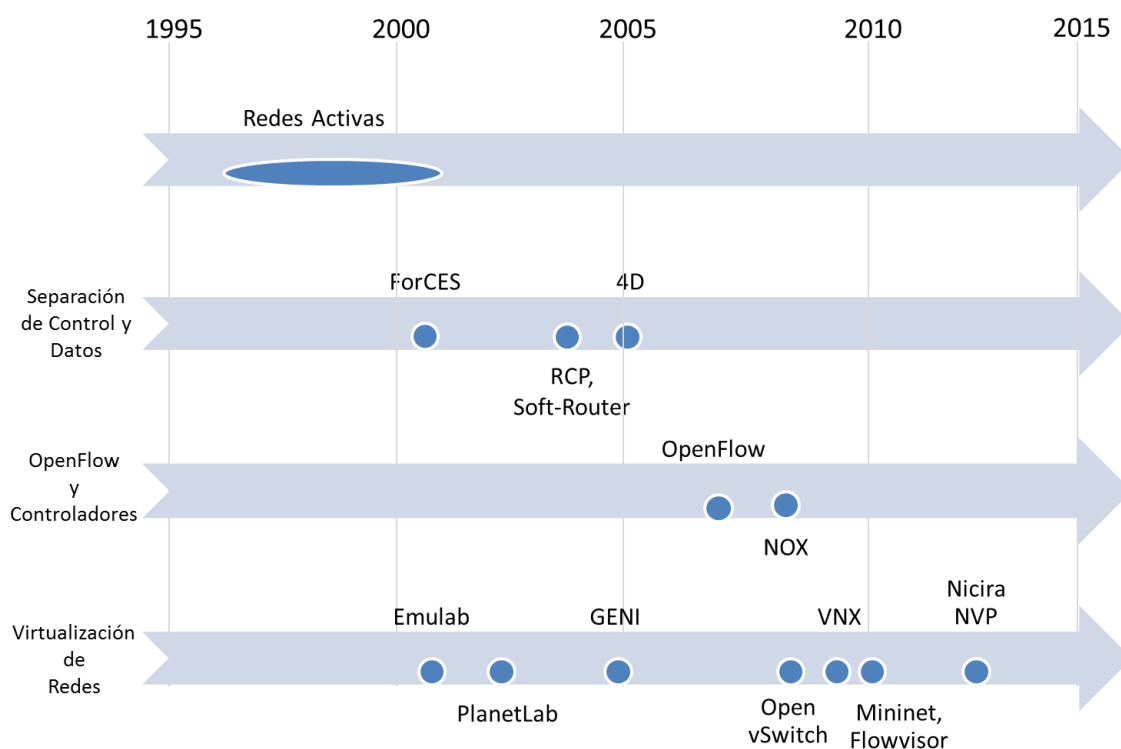 1995 2000 2005 2010 2015
Redes Activas
ForCES 4D
Separación
de Control y
Datos
RCP,
Soft-Router
OpenFlow
OpenFlow
y
Controladores
NOX
Nicira
NVP
Emulab GENI VNX
Virtualización
de
Redes
PlanetLab
Open
vSwitch
Mininet,
Flowvisor